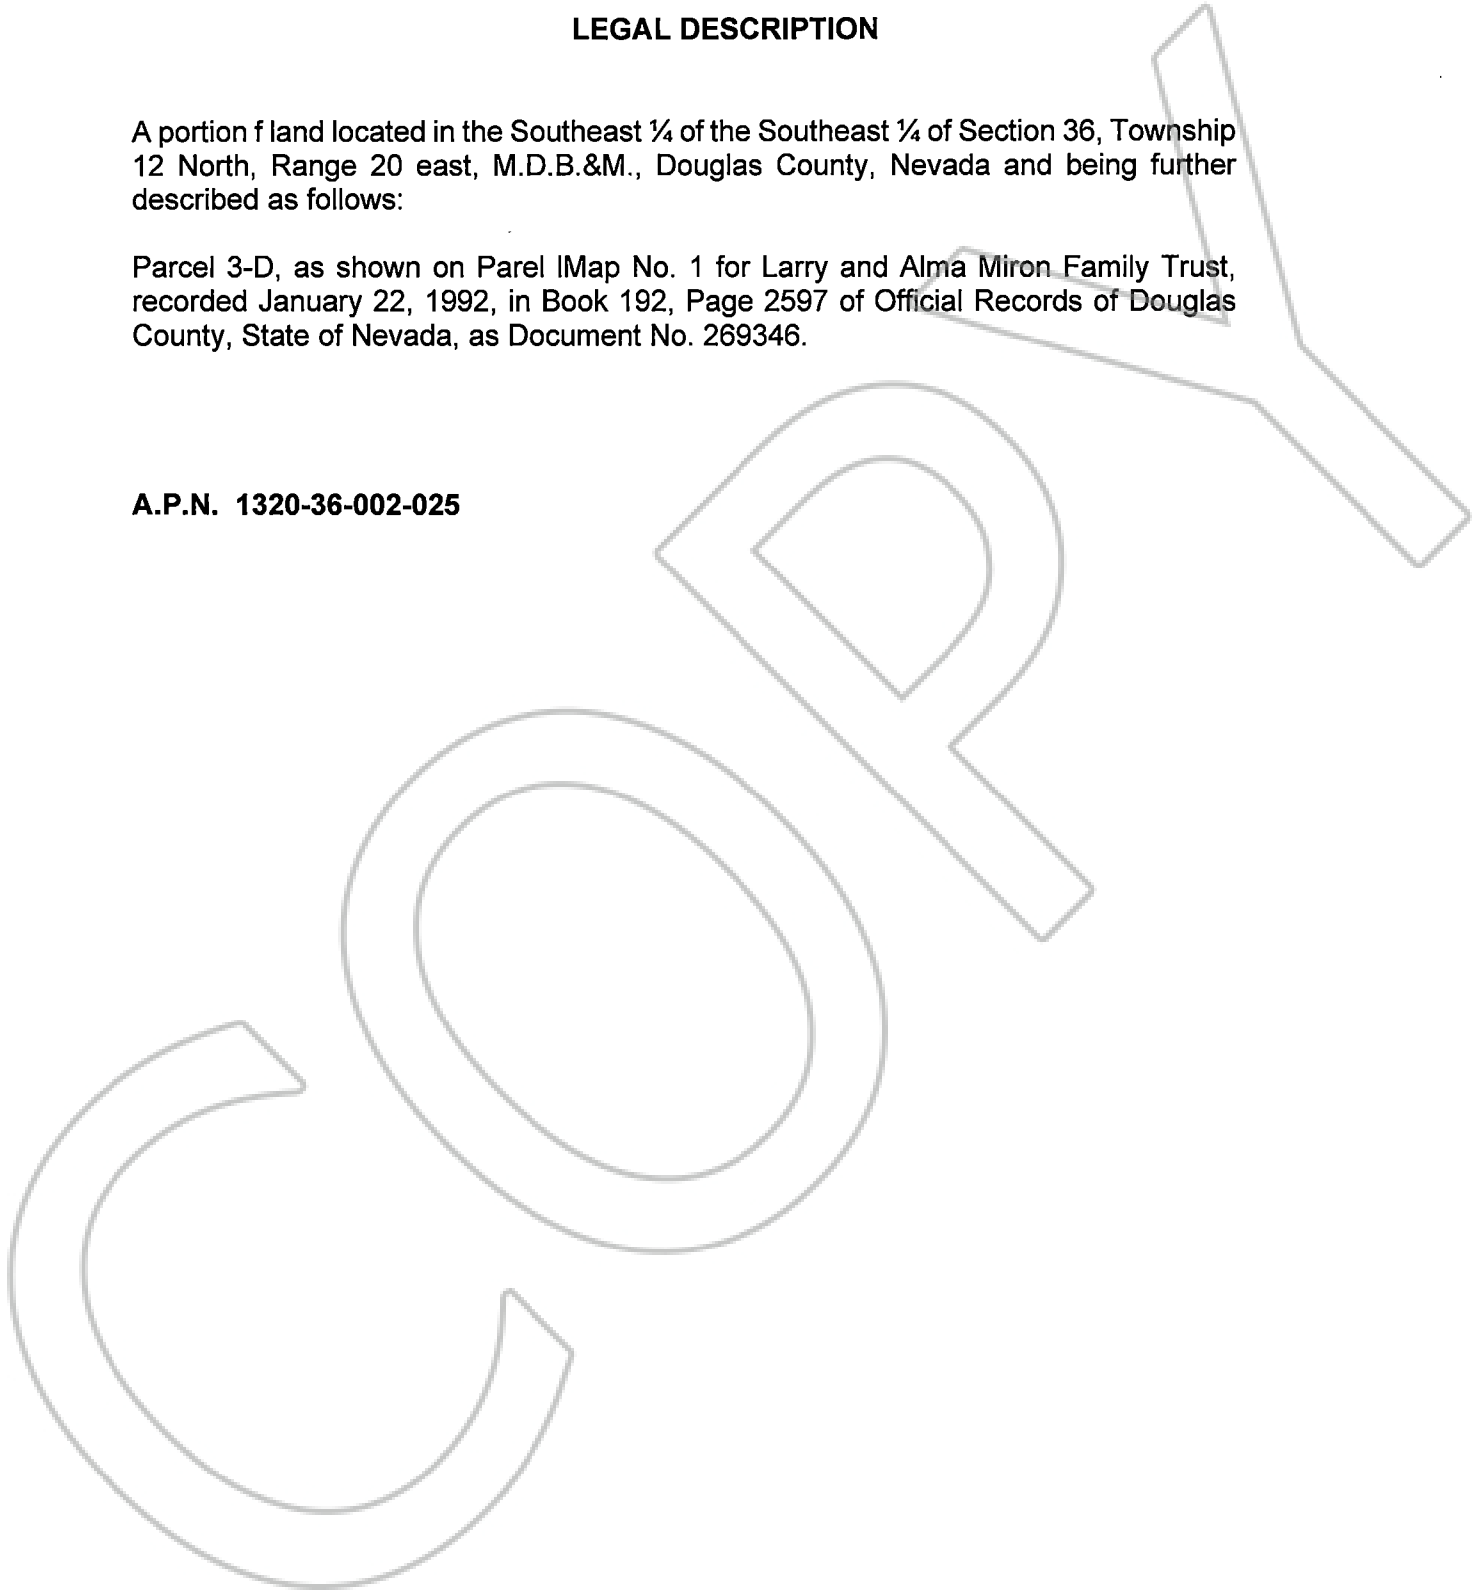 LEGAL DESCRIPTION
A portion f land located in the Southeast ¼ of the Southeast ¼ of Section 36, Township
12 North, Range 20 east, M.D.B.&M., Douglas County, Nevada and being further
described as follows:
Parcel 3-D, as shown on Parel lMap No. 1 for Larry and Alma Miron Family Trust,
recorded January 22, 1992, in Book 192, Page 2597 of Official Records of Douglas
County, State of Nevada, as Document No. 269346.
A.P.N. 1320-36-002-025
COPY